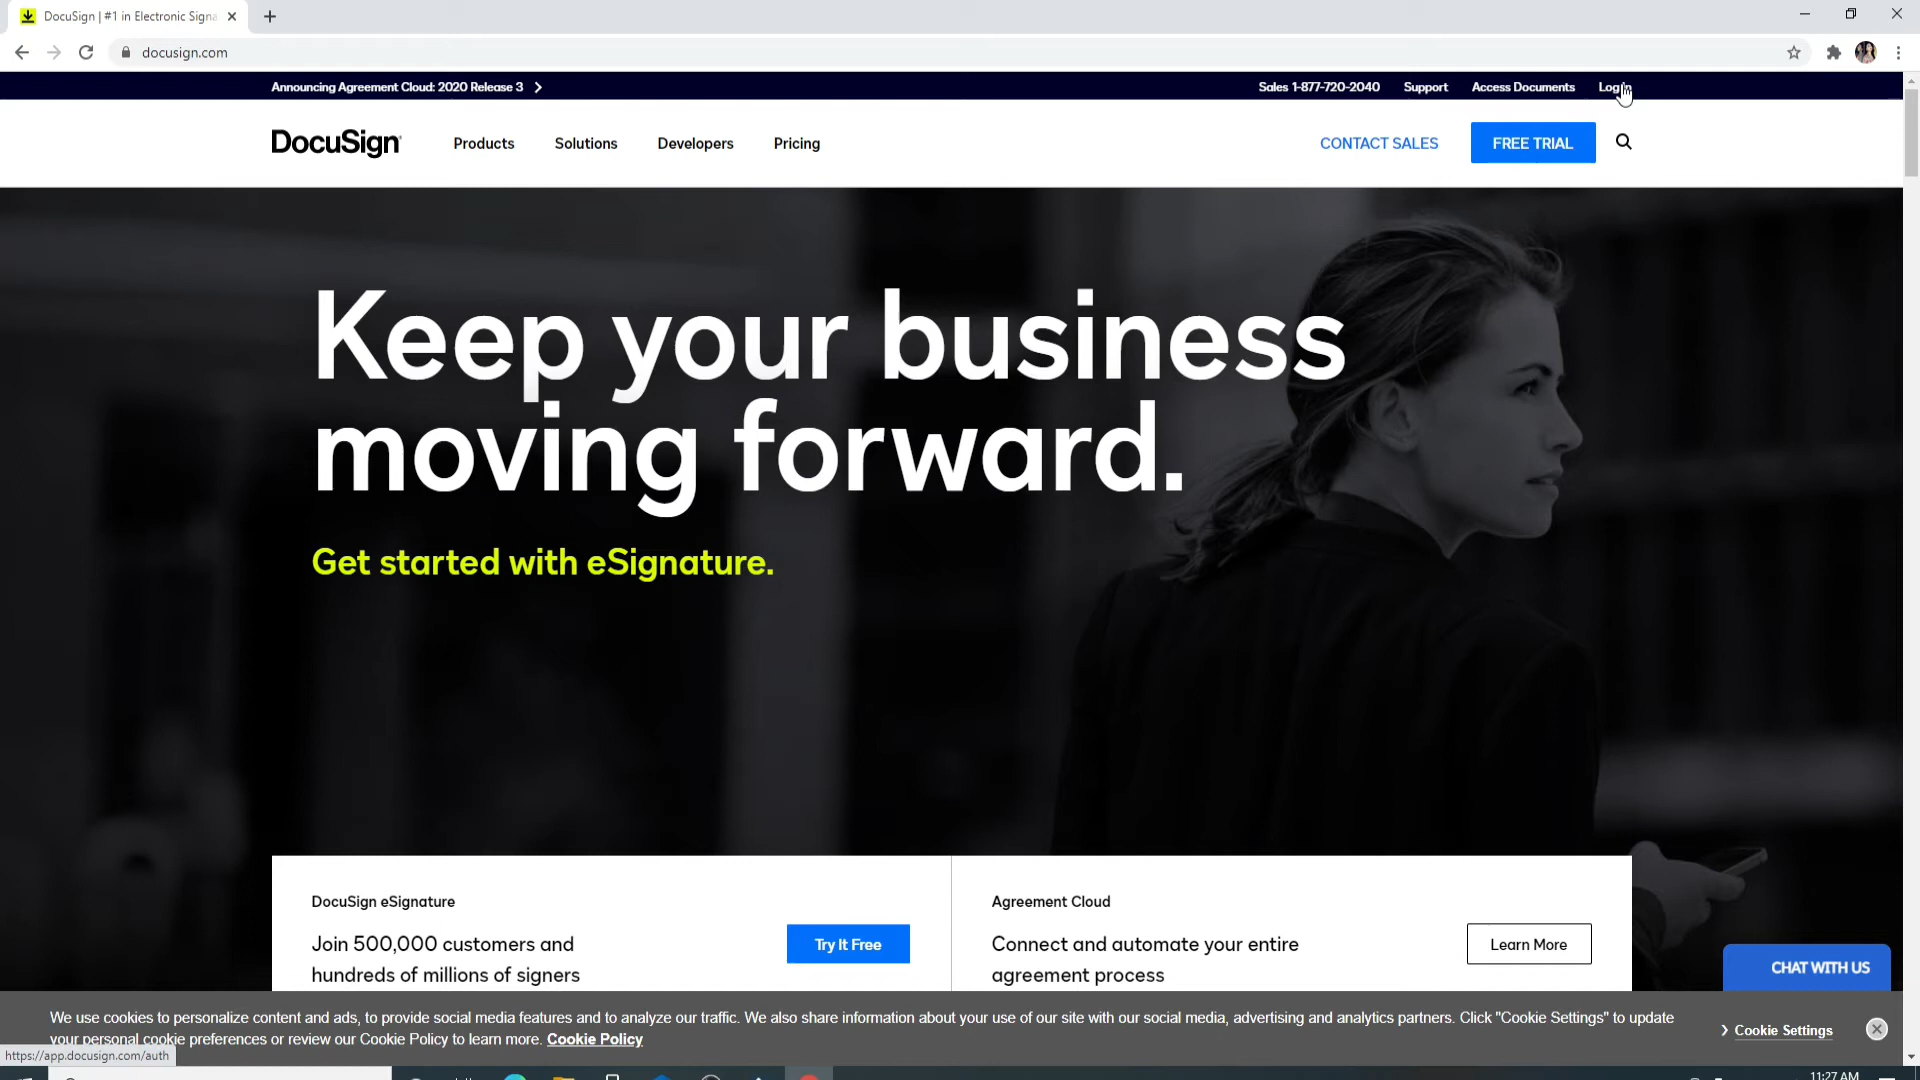 DocuSign | #1 in Electronic Signa
docusign.com
Announcing Agreement Cloud: 2020 Release 3
Sales 1-877-720-2040 Support Access Documents
DocuSign
Products Solutions Developers Pricing
CONTACT SALES FREE TRIAL
Keep your business
moving forward.
Get started with eSignature.
DocuSign eSignature
Join 500,000 customers and
hundreds of millions of signers
Try It Free
Agreement Cloud
Connect and automate your entire
agreement process
Learn More
CHAT WITH US
We use cookies to personalize content and ads, to provide social media features and to analyze our traffic. We also share information about your use of our site with our social media, advertising and analytics partners. Click "Cookie Settings" to update
your personal cookie preferences or review our Cookie Policy to learn more. Cookie Policy
Cookie Settings
https://app.docusign.com/auth
11:27 AM